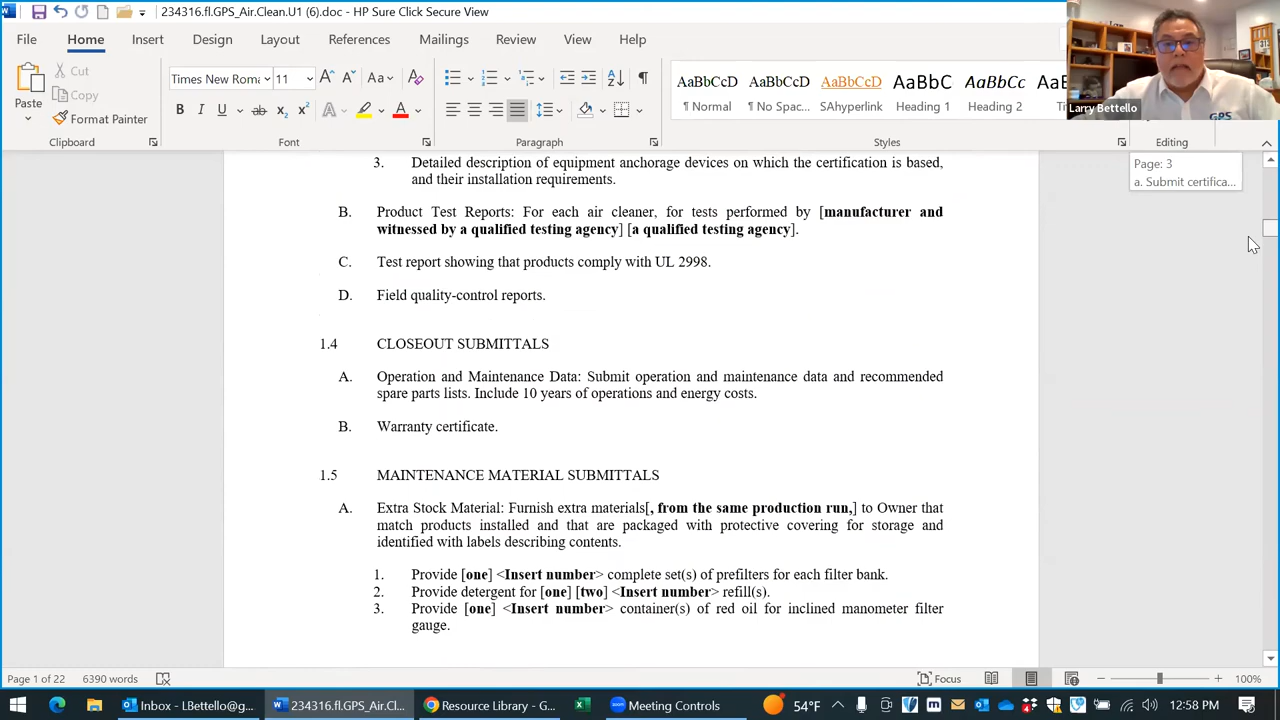 234316.fl.GPS_Air.Clean.U1 (6).doc - HP Sure Click Secure View
File Home Insert Design Layout References Mailings Review View Help
Paste
Cut
Copy
Format Painter
Clipboard
Times New Roma 11
Font
Paragraph
AaBbCcD AaBbCcD AaBbCcD AaBbC AaBbCc
¶ Normal ¶ No Spac... SAhyperlink Heading 1 Heading 2
Styles
Editing
Larry Bettello
GPS
Page: 3
a. Submit certifica...
3. Detailed description of equipment anchorage devices on which the certification is based,
and their installation requirements.
B. Product Test Reports: For each air cleaner, for tests performed by [manufacturer and
witnessed by a qualified testing agency] [a qualified testing agency].
C. Test report showing that products comply with UL 2998.
D. Field quality-control reports.
1.4 CLOSEOUT SUBMITTALS
A. Operation and Maintenance Data: Submit operation and maintenance data and recommended
spare parts lists. Include 10 years of operations and energy costs.
B. Warranty certificate.
1.5 MAINTENANCE MATERIAL SUBMITTALS
A. Extra Stock Material: Furnish extra materials[, from the same production run,] to Owner that
match products installed and that are packaged with protective covering for storage and
identified with labels describing contents.
1. Provide [one] <Insert number> complete set(s) of prefilters for each filter bank.
2. Provide detergent for [one] [two] <Insert number> refill(s).
3. Provide [one] <Insert number> container(s) of red oil for inclined manometer filter
gauge.
Page 1 of 22 6390 words Focus 100%
Inbox - LBettello@g... 234316.fl.GPS_Air.Cl... Resource Library - G... Meeting Controls 54°F 12:58 PM